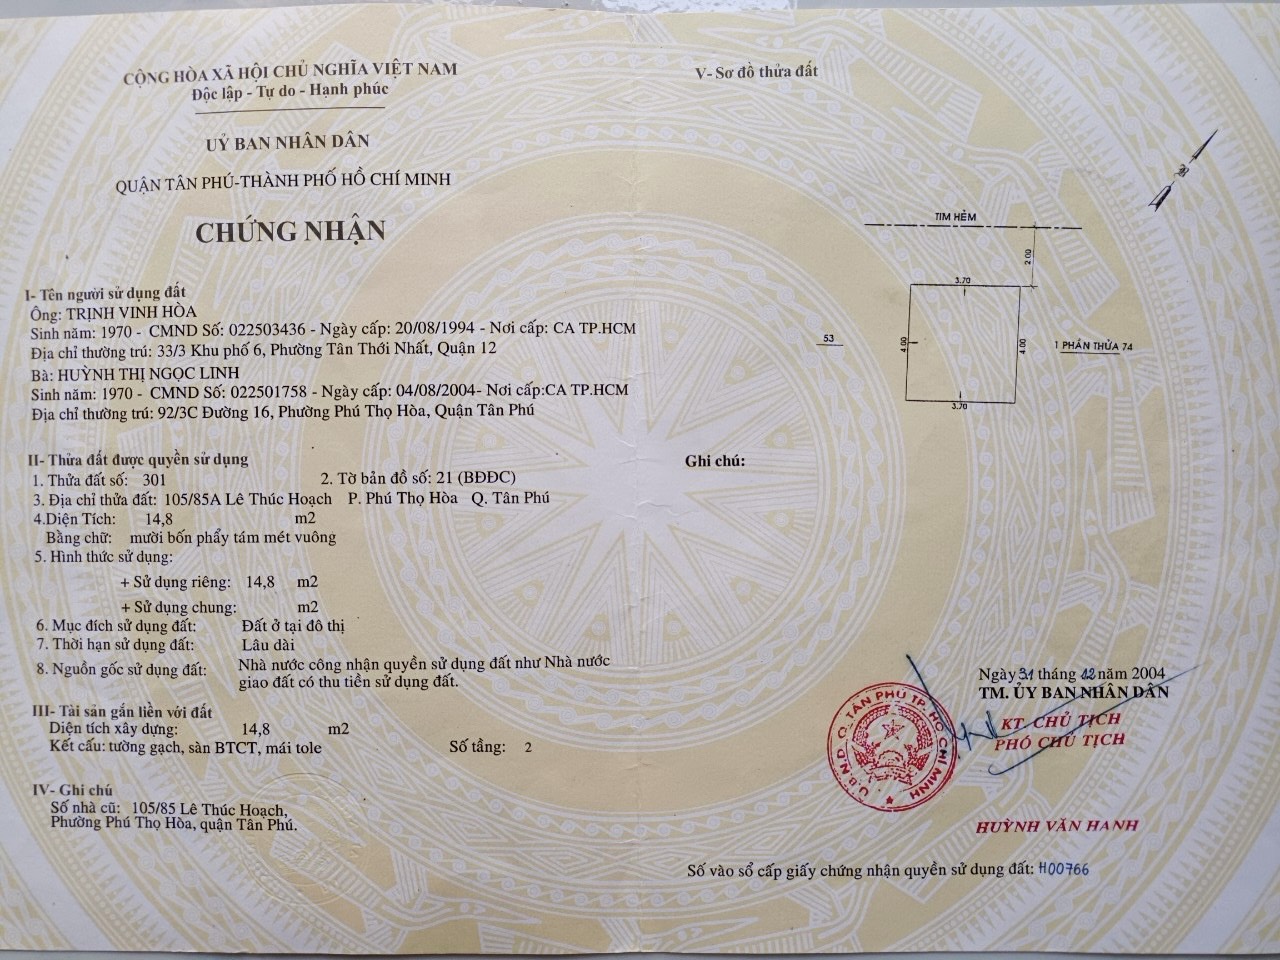 CỘNG HÒA XÃ HỘI CHỦ NGHĨA VIỆT NAM
Độc lập - Tự do - Hạnh phúc
UỶ BAN NHÂN DÂN
QUẬN TÂN PHÚ-THÀNH PHỐ HỒ CHÍ MINH
CHỨNG NHẬN
I- Tên người sử dụng đất
Ông: TRỊNH VINH HÒA
Sinh năm: 1970 - CMND Số: 022503436 - Ngày cấp: 20/08/1994 - Nơi cấp: CA TP.HCM
Địa chỉ thường trú: 33/3 Khu phố 6, Phường Tân Thới Nhất, Quận 12
Bà: HUỲNH THỊ NGỌC LINH
Sinh năm: 1970 - CMND Số: 022501758 - Ngày cấp: 04/08/2004- Nơi cấp:CA TP.HCM
Địa chỉ thường trú: 92/3C Đường 16, Phường Phú Thọ Hòa, Quận Tân Phú
II- Thửa đất được quyền sử dụng
1. Thửa đất số: 301 2. Tờ bản đồ số: 21 (BĐĐC)
3. Địa chỉ thửa đất: 105/85A Lê Thúc Hoạch P. Phú Thọ Hòa Q. Tân Phú
4.Diện Tích: 14,8 m2
Bằng chữ: mười bốn phẩy tám mét vuông
5. Hình thức sử dụng:
+ Sử dụng riêng: 14,8 m2
+ Sử dụng chung: m2
6. Mục đích sử dụng đất: Đất ở tại đô thị
7. Thời hạn sử dụng đất: Lâu dài
8. Nguồn gốc sử dụng đất: Nhà nước công nhận quyền sử dụng đất như Nhà nước
giao đất có thu tiền sử dụng đất.
III- Tài sản gắn liền với đất
Diện tích xây dựng: 14,8 m2
Kết cấu: tường gạch, sàn BTCT, mái tole Số tầng: 2
IV- Ghi chú
Số nhà cũ: 105/85 Lê Thúc Hoạch,
Phường Phú Thọ Hòa, quận Tân Phú.
V- Sơ đồ thửa đất
TIM HẺM
2.00
3.70
53
4.00
4.00
1 PHẦN THỬA 74
3.70
Ghi chú:
Ngày 31 tháng 12 năm 2004
TM. ỦY BAN NHÂN DÂN
KT. CHỦ TỊCH
PHÓ CHỦ TỊCH
U.B.N.D Q. TÂN PHÚ TP. HỒ CHÍ MINH
HUỲNH VĂN HẠNH
Số vào sổ cấp giấy chứng nhận quyền sử dụng đất: H00766